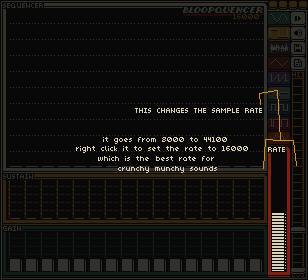 SEQUENCER
BLOOPQUENCER
16000
THIS CHANGES THE SAMPLE RATE
it goes from 8000 to 44100
right click it to set the rate to 16000
which is the best rate for
crunchy munchy sounds
RATE
SUSTAIN
GAIN